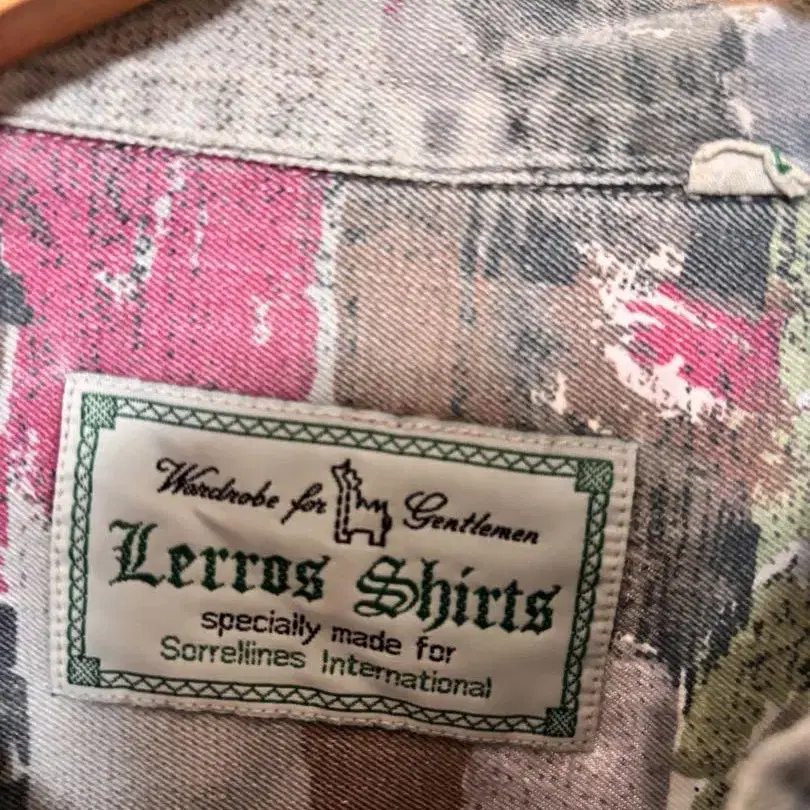 Wardrobe for Gentlemen
Lerros Shirts
specially made for
Sorrellines International